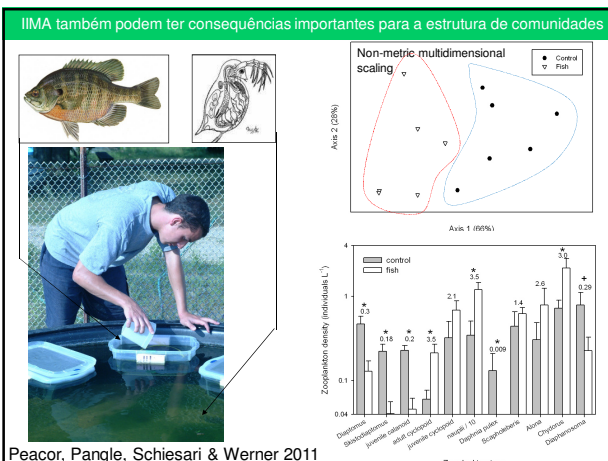 IIMA também podem ter consequências importantes para a estrutura de comunidades
Non-metric multidimensional
scaling
Control
Fish
Axis 2 (28%)
Axis 1 (66%)
control
fish
Zooplankton density (individuals L⁻¹)
4
1
0.1
0.04
*
0.3
*
0.18
*
0.2
*
3.5
2.1
*
3.5
*
0.009
1.4
2.6
*
3.0
+
0.29
Diaptomus
Skistodiaptomus
juvenile calanoid
adult cyclopoid
juvenile cyclopoid
nauplii / 10
Daphnia pulex
Scapholeberis
Alona
Chydorus
Diaphanosoma
Peacor, Pangle, Schiesari & Werner 2011